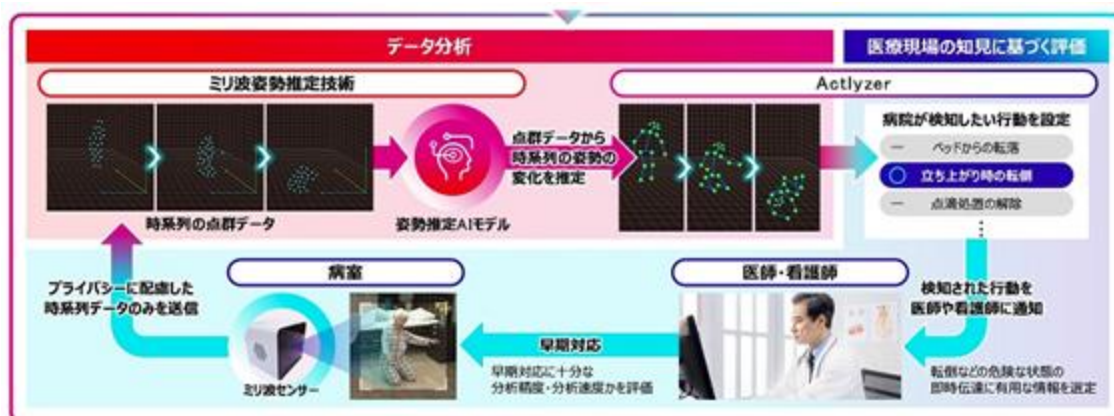 データ分析
医療現場の知見に基づく評価
ミリ波姿勢推定技術
Actlyzer
点群データから
時系列の姿勢の
変化を推定
時系列の点群データ
姿勢推定AIモデル
病院が検知したい行動を設定
ベッドからの転落
立ち上がり時の転倒
点滴処置の解除
プライバシーに配慮した
時系列データのみを送信
病室
ミリ波センサー
早期対応
早期対応に十分な
分析精度・分析速度かを評価
医師・看護師
検知された行動を
医師や看護師に通知
転倒などの危険な状態の
即時伝達に有用な情報を選定